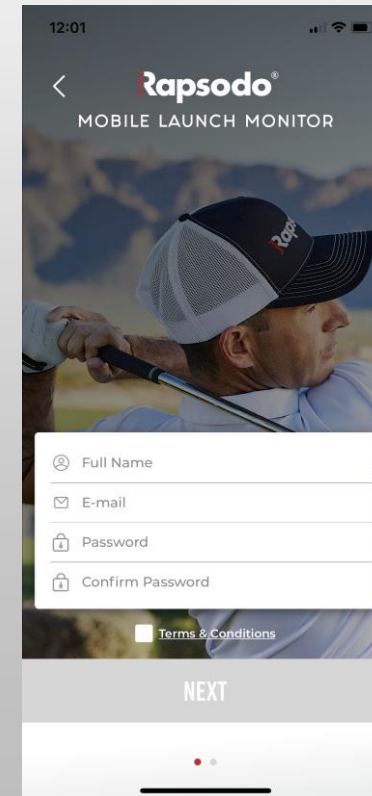 12:01
Rapsodo®
MOBILE LAUNCH MONITOR
Full Name
E-mail
Password
Confirm Password
Terms & Conditions
NEXT